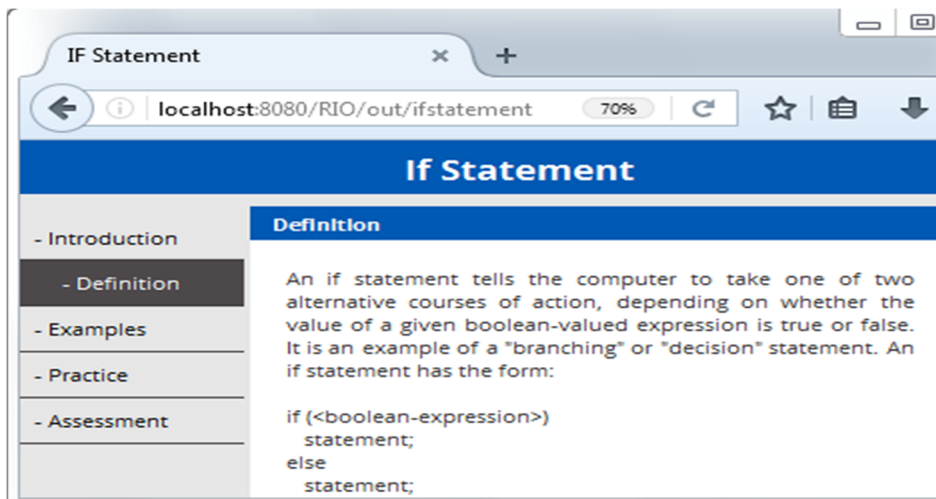 IF Statement
localhost:8080/RIO/out/ifstatement 70%
If Statement
- Introduction
- Definition
- Examples
- Practice
- Assessment
Definition
An if statement tells the computer to take one of two
alternative courses of action, depending on whether the
value of a given boolean-valued expression is true or false.
It is an example of a "branching" or "decision" statement. An
if statement has the form:
if (<boolean-expression>)
statement;
else
statement;